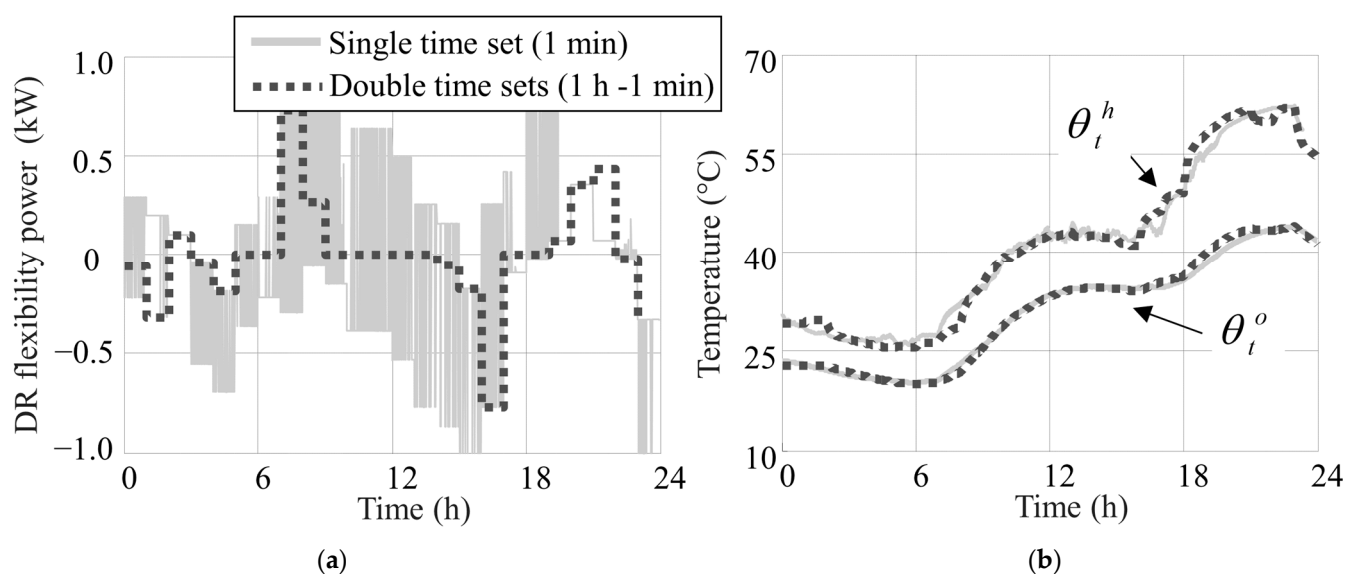 Single time set (1 min)
Double time sets (1 h -1 min)
DR flexibility power (kW)
1.0
0.5
0
−0.5
−1.0
0 6 12 18 24
Time (h)
(a)
Temperature (°C)
70
55
40
25
10
θ_t^h
θ_t^o
0 6 12 18 24
Time (h)
(b)